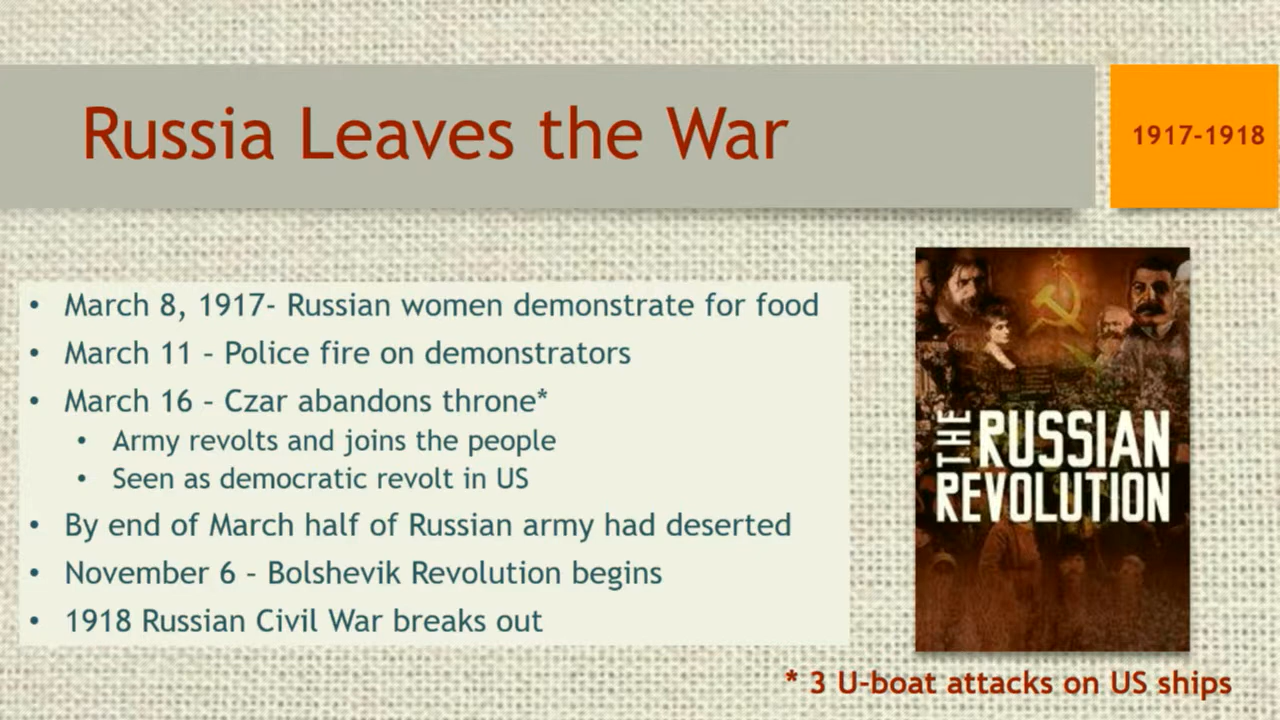 Russia Leaves the War
1917-1918
• March 8, 1917- Russian women demonstrate for food
• March 11 – Police fire on demonstrators
• March 16 – Czar abandons throne*
• Army revolts and joins the people
• Seen as democratic revolt in US
• By end of March half of Russian army had deserted
• November 6 – Bolshevik Revolution begins
• 1918 Russian Civil War breaks out
THE RUSSIAN
REVOLUTION
* 3 U-boat attacks on US ships